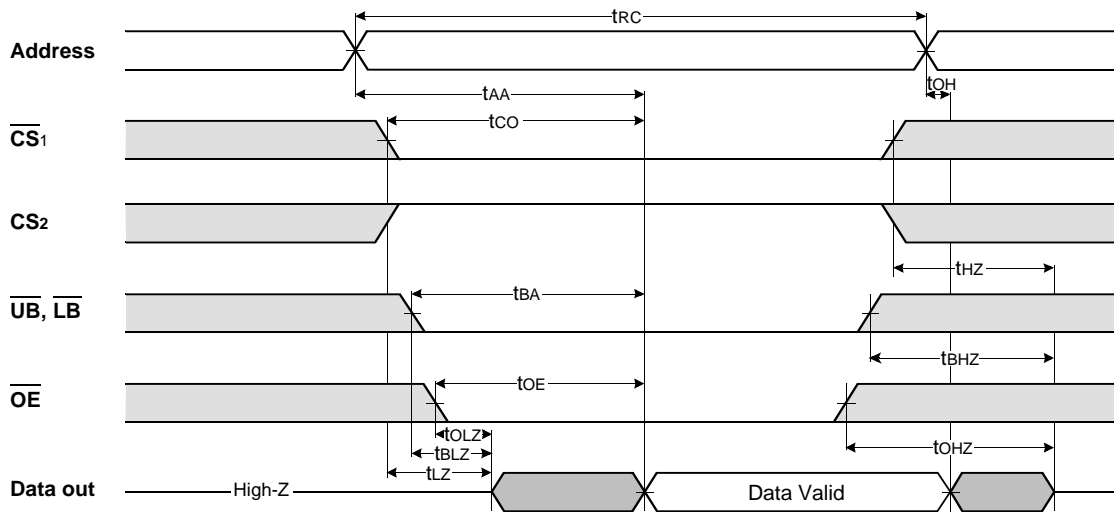 tRC
Address
tOH
tAA
tCO
CS1
CS2
tHZ
tBA
UB, LB
tBHZ
tOE
OE
tOLZ
tOHZ
tBLZ
tLZ
Data out
High-Z
Data Valid